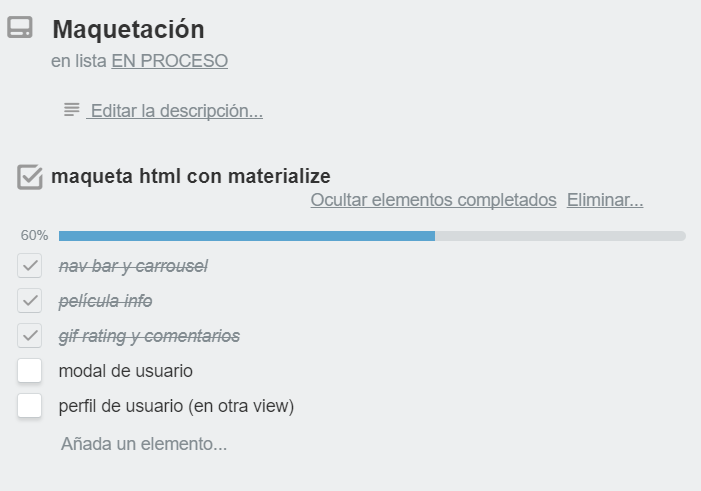 Maquetación
en lista EN PROCESO
Editar la descripción...
maqueta html con materialize
Ocultar elementos completados Eliminar...
60%
nav bar y carrousel
película info
gif rating y comentarios
modal de usuario
perfil de usuario (en otra view)
Añada un elemento...